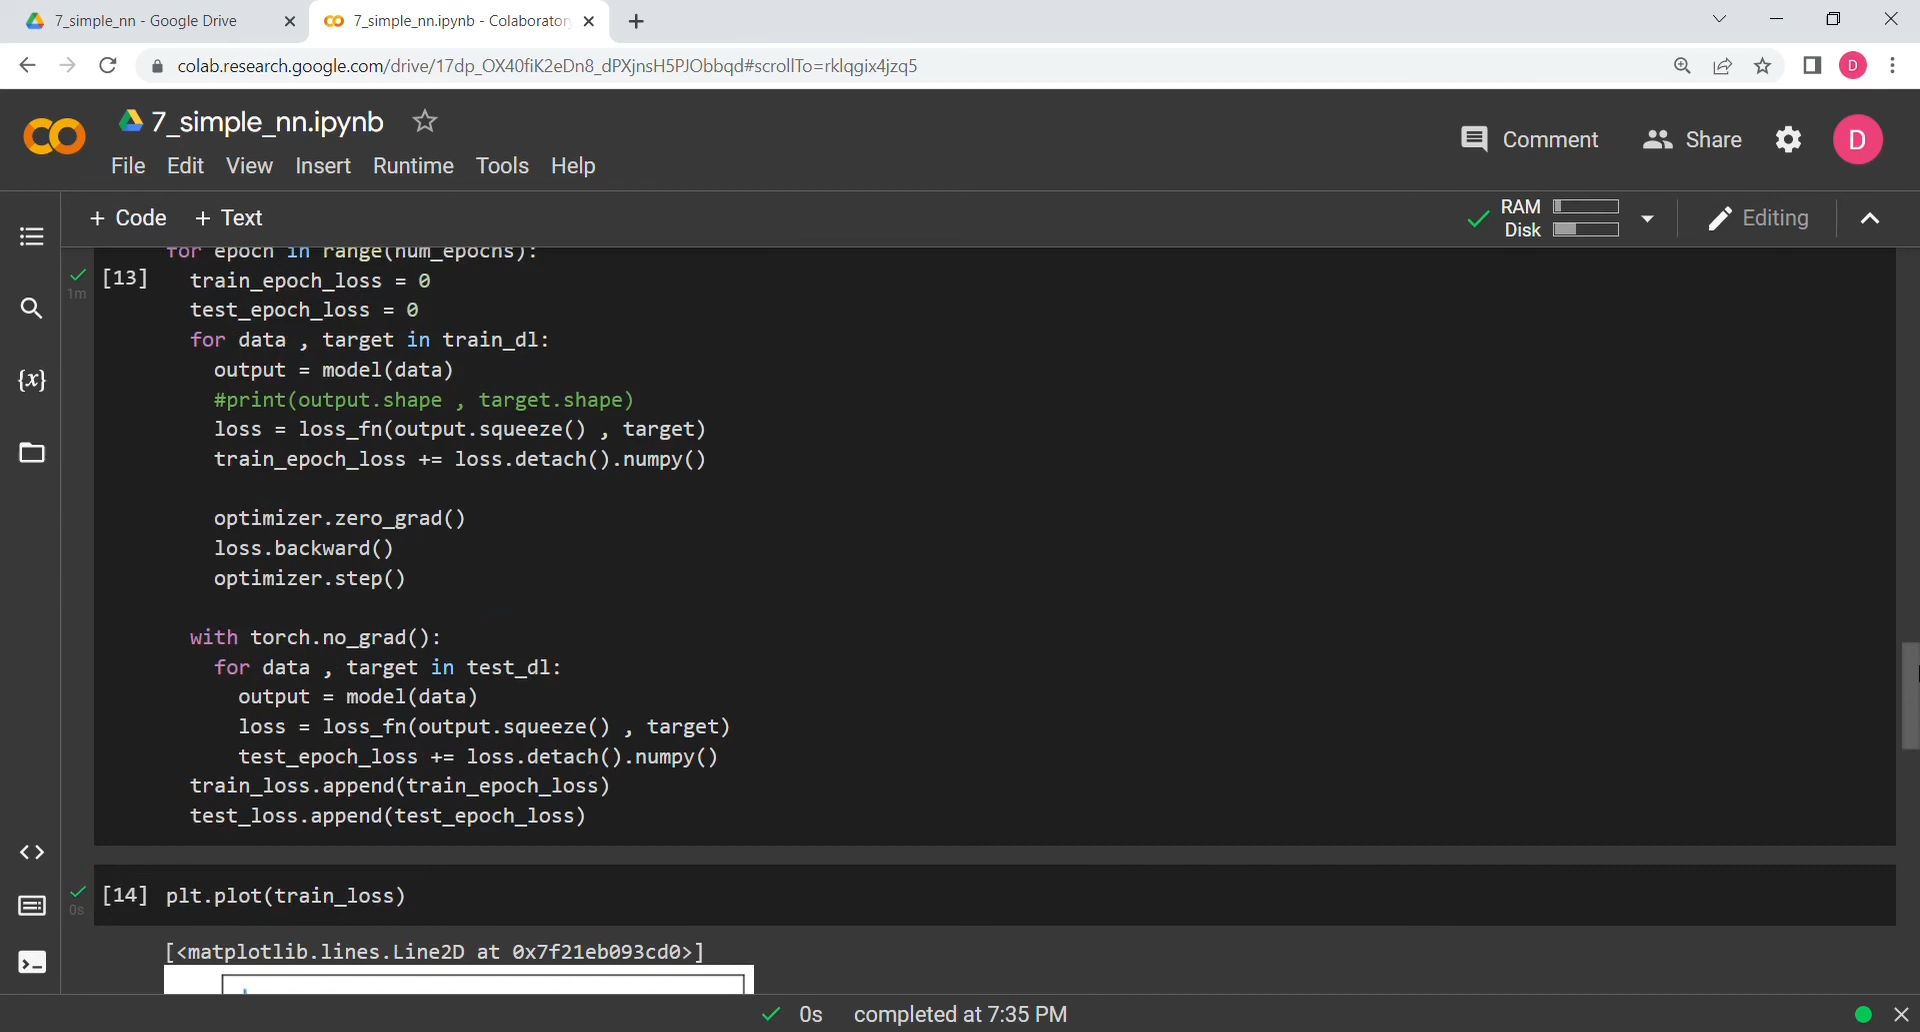 7_simple_nn - Google Drive
7_simple_nn.ipynb - Colaboratory
colab.research.google.com/drive/17dp_OX40fiK2eDn8_dPXjnsH5PJObbqd#scrollTo=rklqgix4jzq5
D
7_simple_nn.ipynb
Comment
Share
D
File Edit View Insert Runtime Tools Help
+ Code + Text
RAM
Disk
Editing
for epoch in range(num_epochs):
[13]
1m
train_epoch_loss = 0
test_epoch_loss = 0
for data , target in train_dl:
output = model(data)
#print(output.shape , target.shape)
loss = loss_fn(output.squeeze() , target)
train_epoch_loss += loss.detach().numpy()
optimizer.zero_grad()
loss.backward()
optimizer.step()
with torch.no_grad():
for data , target in test_dl:
output = model(data)
loss = loss_fn(output.squeeze() , target)
test_epoch_loss += loss.detach().numpy()
train_loss.append(train_epoch_loss)
test_loss.append(test_epoch_loss)
[14] plt.plot(train_loss)
0s
[<matplotlib.lines.Line2D at 0x7f21eb093cd0>]
0s completed at 7:35 PM